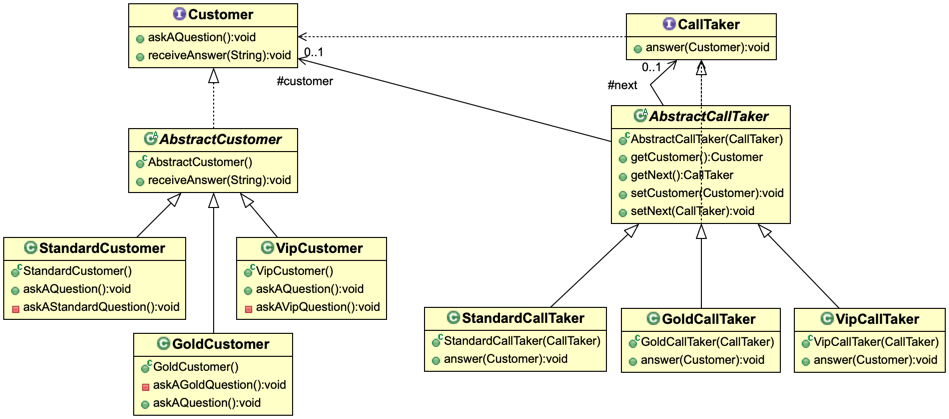 Customer
askAQuestion():void
receiveAnswer(String):void
CallTaker
answer(Customer):void
0..1
#customer
0..1
#next
AbstractCustomer
AbstractCustomer()
receiveAnswer(String):void
AbstractCallTaker
AbstractCallTaker(CallTaker)
getCustomer():Customer
getNext():CallTaker
setCustomer(Customer):void
setNext(CallTaker):void
StandardCustomer
StandardCustomer()
askAQuestion():void
askAStandardQuestion():void
VipCustomer
VipCustomer()
askAQuestion():void
askAVipQuestion():void
GoldCustomer
GoldCustomer()
askAGoldQuestion():void
askAQuestion():void
StandardCallTaker
StandardCallTaker(CallTaker)
answer(Customer):void
GoldCallTaker
GoldCallTaker(CallTaker)
answer(Customer):void
VipCallTaker
VipCallTaker(CallTaker)
answer(Customer):void